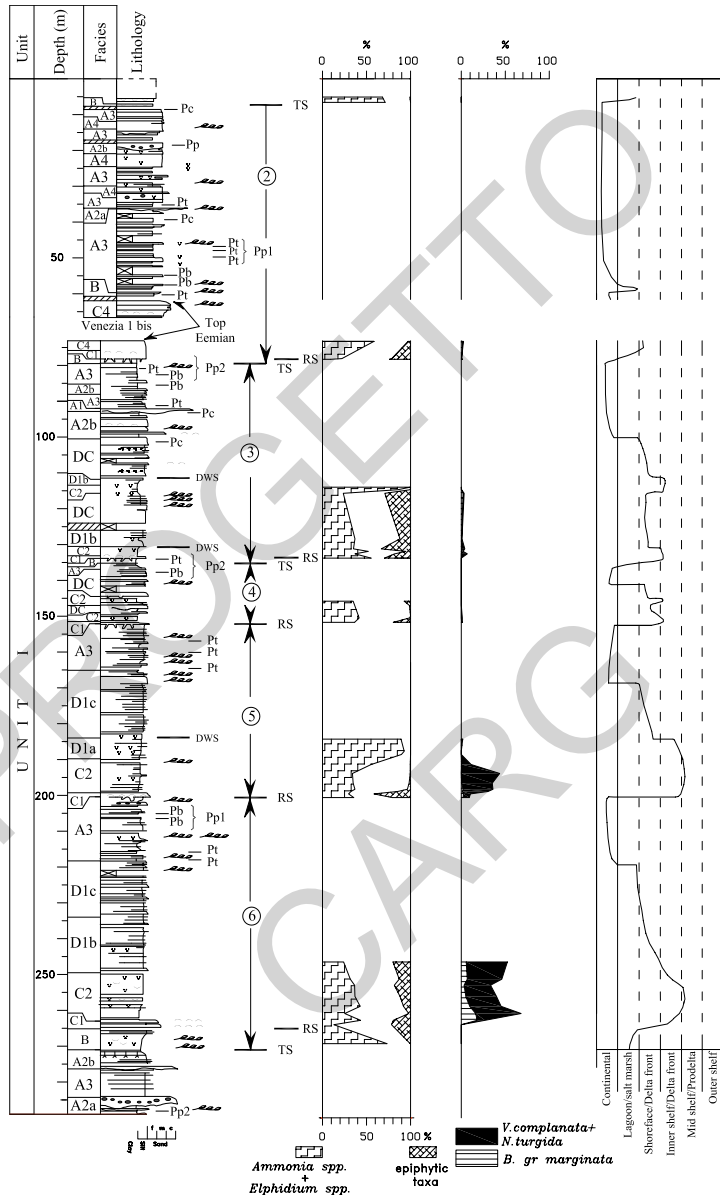 Unit
Depth (m)
Facies
Lithology
%
0 50 100
%
0 50 100
B
A3
A4
A3
A2b
A4
A3
A4
A3
A2a
A3
B
C4
50
Pc
Pp
Pt
Pc
Pt
Pt
Pt
Pp1
Pb
Pb
Pt
TS
2
Venezia 1 bis
Top
Eemian
C4
C1
B
A3
A2b
A3
A1
A2b
DC
D1b
C2
DC
D1b
C2
C1
B
A3
DC
C2
DC
C2
C1
A3
D1c
D1a
C2
C1
A3
D1c
D1b
C2
C1
B
A2b
A3
A2a
100
150
200
250
UNIT I
Pt
Pb
Pb
Pp2
Pt
Pc
Pc
DWS
DWS
Pt
Pb
Pp2
Pt
Pt
Pt
DWS
Pb
Pb
Pp1
Pt
Pt
Pp2
RS
TS
3
RS
TS
4
RS
5
RS
6
RS
TS
PROGETTO
CARG
Continental
Lagoon/salt marsh
Shoreface/Delta front
Inner shelf/Delta front
Mid shelf/Prodelta
Outer shelf
Clay
Silt
f m c
Sand
0 50 100 %
0 50 100
Ammonia spp.
+
Elphidium spp.
epiphytic
taxa
V.complanata+
N.turgida
B. gr marginata